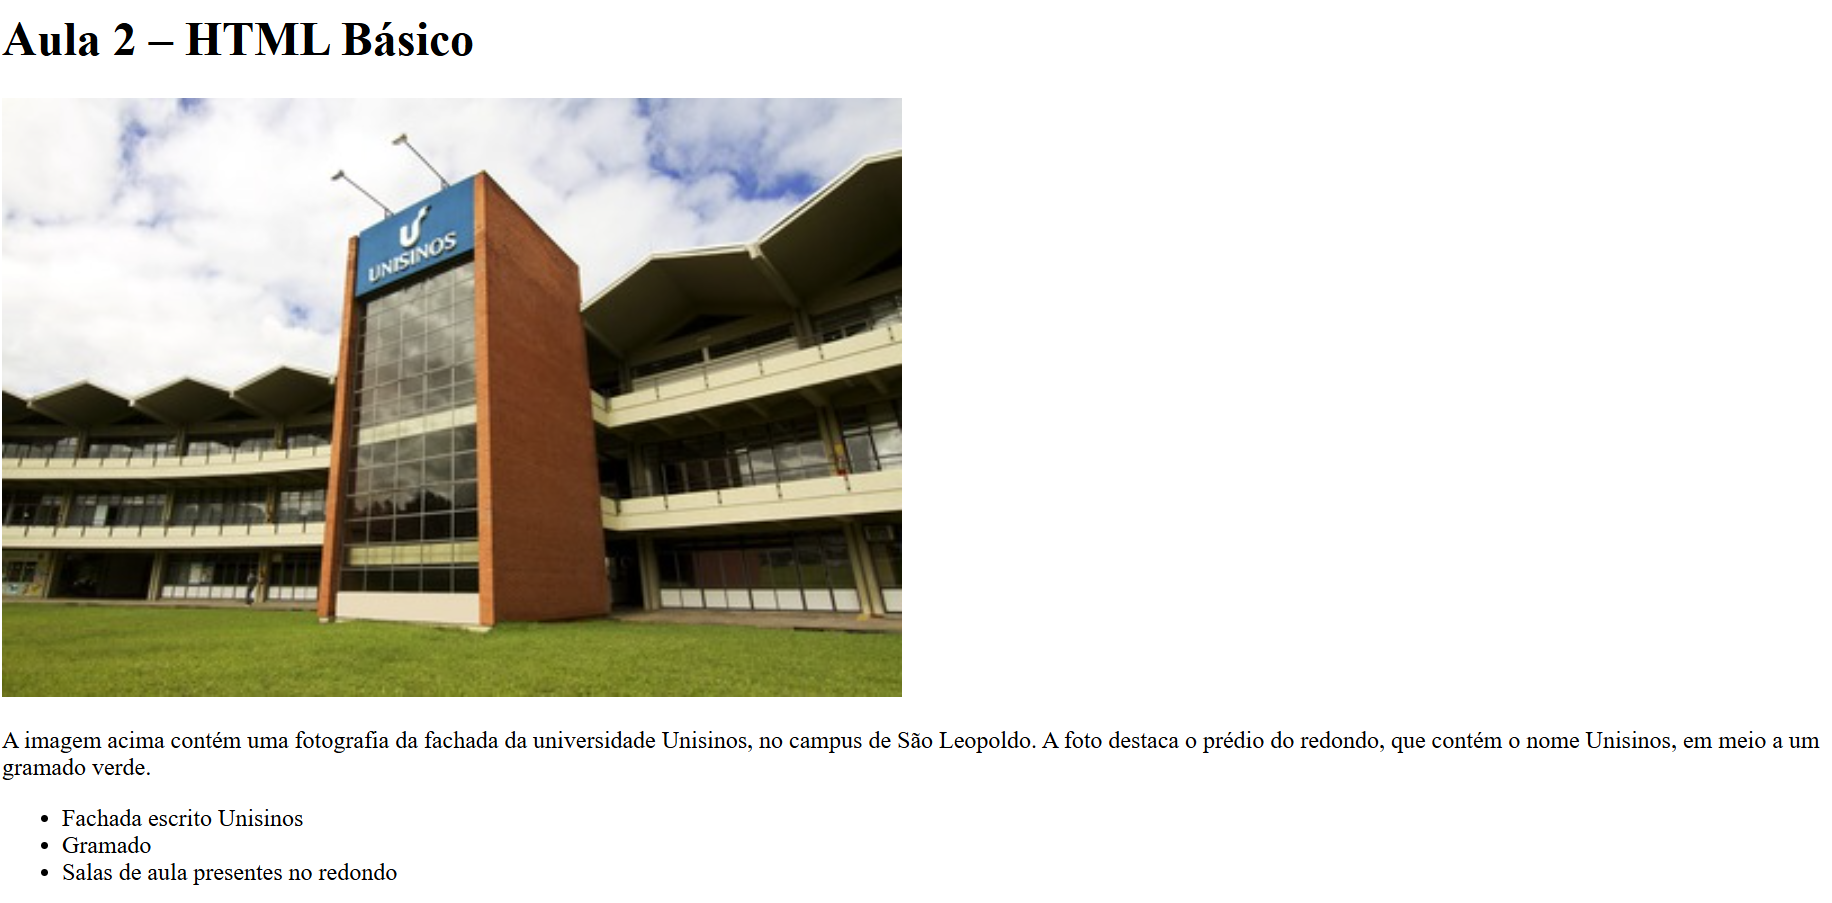 Aula 2 – HTML Básico
UNISINOS
A imagem acima contém uma fotografia da fachada da universidade Unisinos, no campus de São Leopoldo. A foto destaca o prédio do redondo, que contém o nome Unisinos, em meio a um
gramado verde.
• Fachada escrito Unisinos
• Gramado
• Salas de aula presentes no redondo